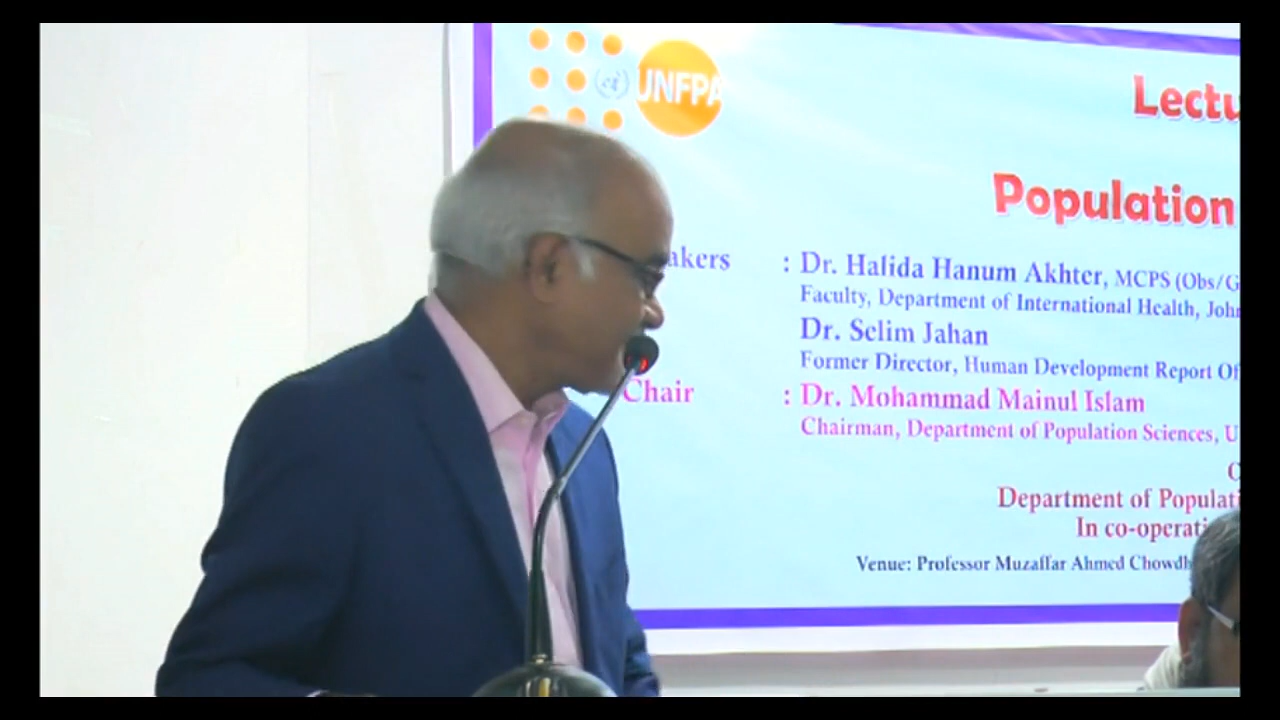 UNFPA
Lectu
Population
akers : Dr. Halida Hanum Akhter, MCPS (Obs/G
Faculty, Department of International Health, John
Dr. Selim Jahan
Former Director, Human Development Report Of
Chair : Dr. Mohammad Mainul Islam
Chairman, Department of Population Sciences, U
Department of Populati
In co-operati
Venue: Professor Muzaffar Ahmed Chowdh